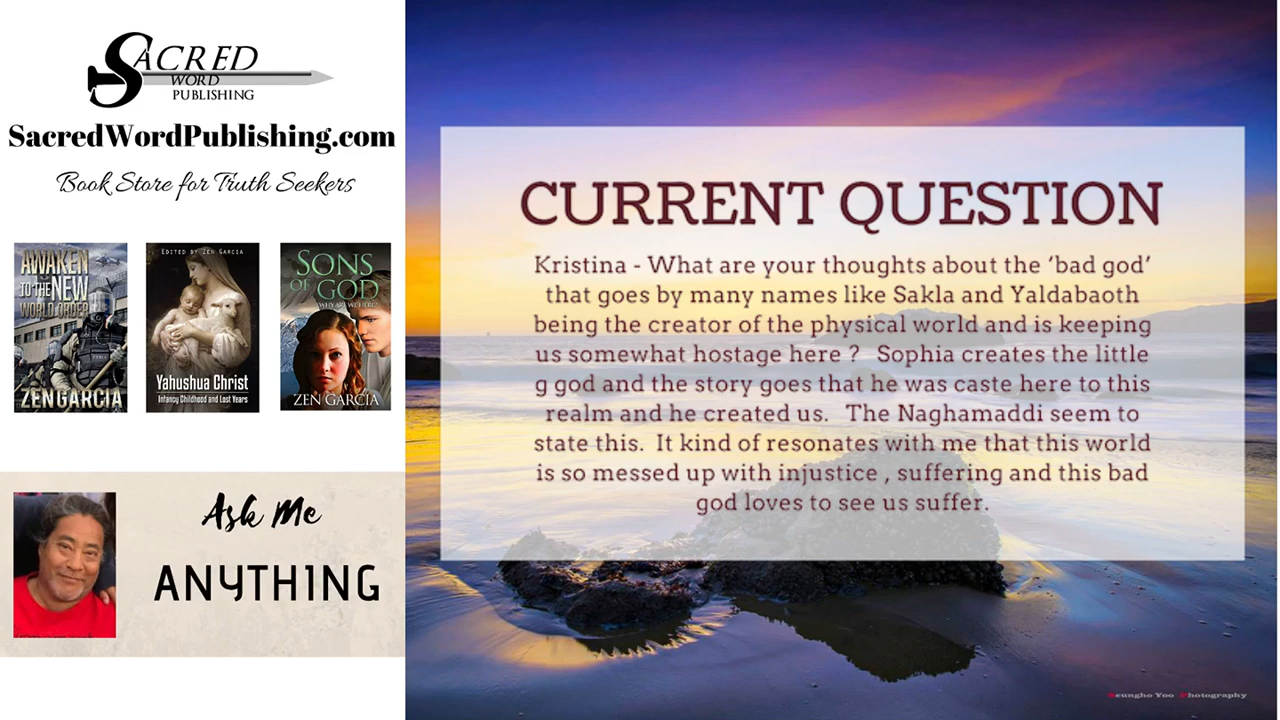 SACRED
WORD
PUBLISHING
SacredWordPublishing.com
Book Store for Truth Seekers
AWAKEN
TO THE NEW
WORLD ORDER
ZEN GARCIA
EDITED BY ZEN GARCIA
Yahushua Christ
Infancy Childhood and Lost Years
SONS
OF GOD
WHY ARE WE HERE?
ZEN GARCIA
Ask Me
ANYTHING
CURRENT QUESTION
Kristina - What are your thoughts about the ‘bad god’
that goes by many names like Sakla and Yaldabaoth
being the creator of the physical world and is keeping
us somewhat hostage here ? Sophia creates the little
g god and the story goes that he was caste here to this
realm and he created us. The Naghamaddi seem to
state this. It kind of resonates with me that this world
is so messed up with injustice , suffering and this bad
god loves to see us suffer.
Seungho Yoo Photography